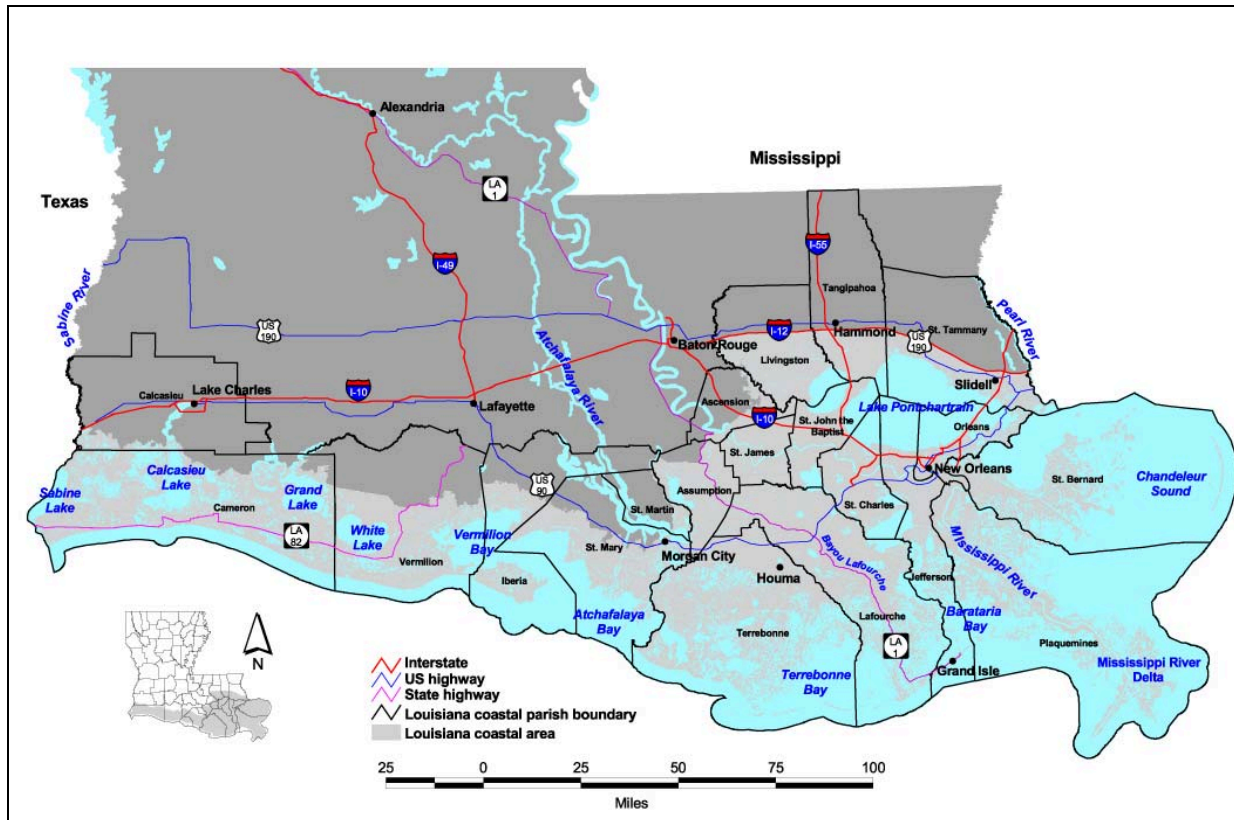 Alexandria
Mississippi
LA
1
Texas
I-55
I-49
Tangipahoa
Sabine River
Pearl River
US
190
Atchafalaya River
I-12
Hammond
St. Tammany
US
190
Baton Rouge
Livingston
Slidell
Calcasieu
Lake Charles
I-10
Lafayette
Ascension
I-10
St. John the
Baptist
Lake Pontchartrain
Orleans
St. James
New Orleans
Calcasieu
Lake
Sabine
Lake
Grand
Lake
Cameron
LA
82
White
Lake
Vermilion
Vermilion
Bay
US
90
Assumption
St. Martin
St. Charles
St. Bernard
Chandeleur
Sound
Mississippi River
St. Mary
Morgan City
Iberia
Houma
Bayou Lafourche
Jefferson
Atchafalaya
Bay
Terrebonne
Lafourche
Barataria
Bay
LA
1
Plaquemines
Grand Isle
Terrebonne
Bay
Mississippi River
Delta
N
Interstate
US highway
State highway
Louisiana coastal parish boundary
Louisiana coastal area
25 0 25 50 75 100
Miles